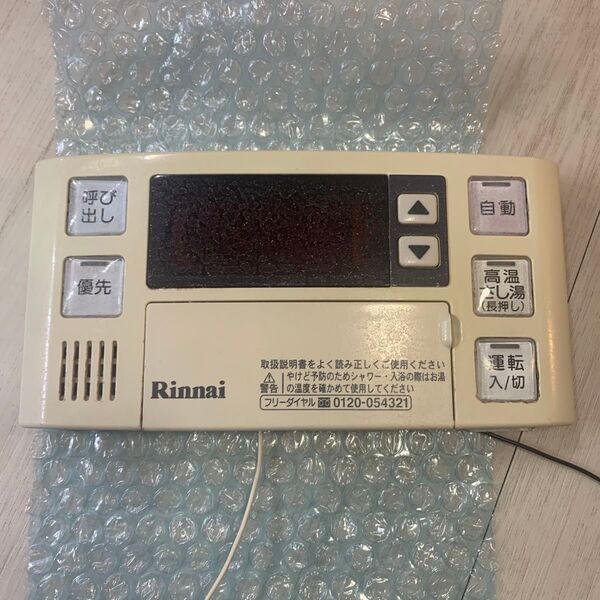 呼び
出し
優先
自動
高温
さし湯
(長押し)
運転
入/切
▲
▼
Rinnai
取扱説明書をよく読み正しくご使用ください
⚠警告
やけど予防のためシャワー・入浴の際はお湯
の温度を確かめて使用してください
フリーダイヤル 0120-054321